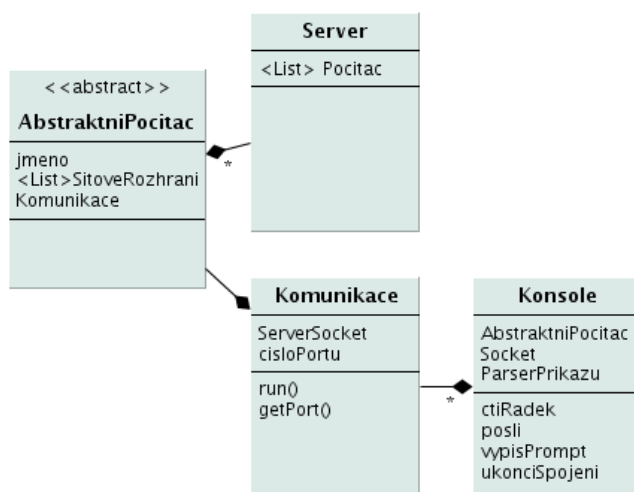 Server
<List> Pocitac
<<abstract>>
AbstraktniPocitac
jmeno
<List>SitoveRozhrani
Komunikace
*
Komunikace
ServerSocket
cisloPortu
run()
getPort()
*
Konsole
AbstraktniPocitac
Socket
ParserPrikazu
ctiRadek
posli
vypisPrompt
ukonciSpojeni